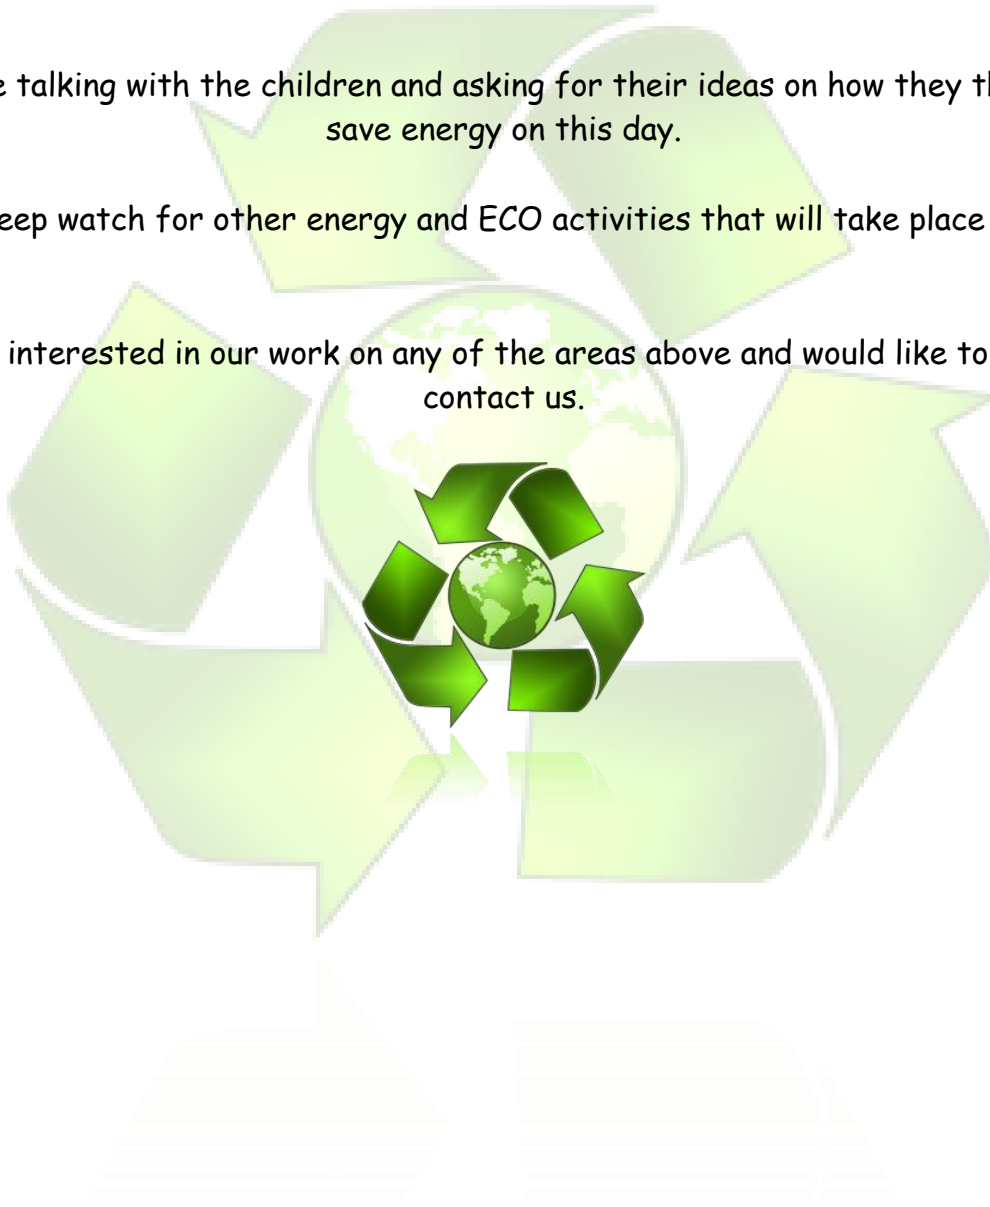 talking with the children and asking for their ideas on how they
save energy on this day.
watch for other energy and ECO activities that will take place
interested in our work on any of the areas above and would like to
contact us.